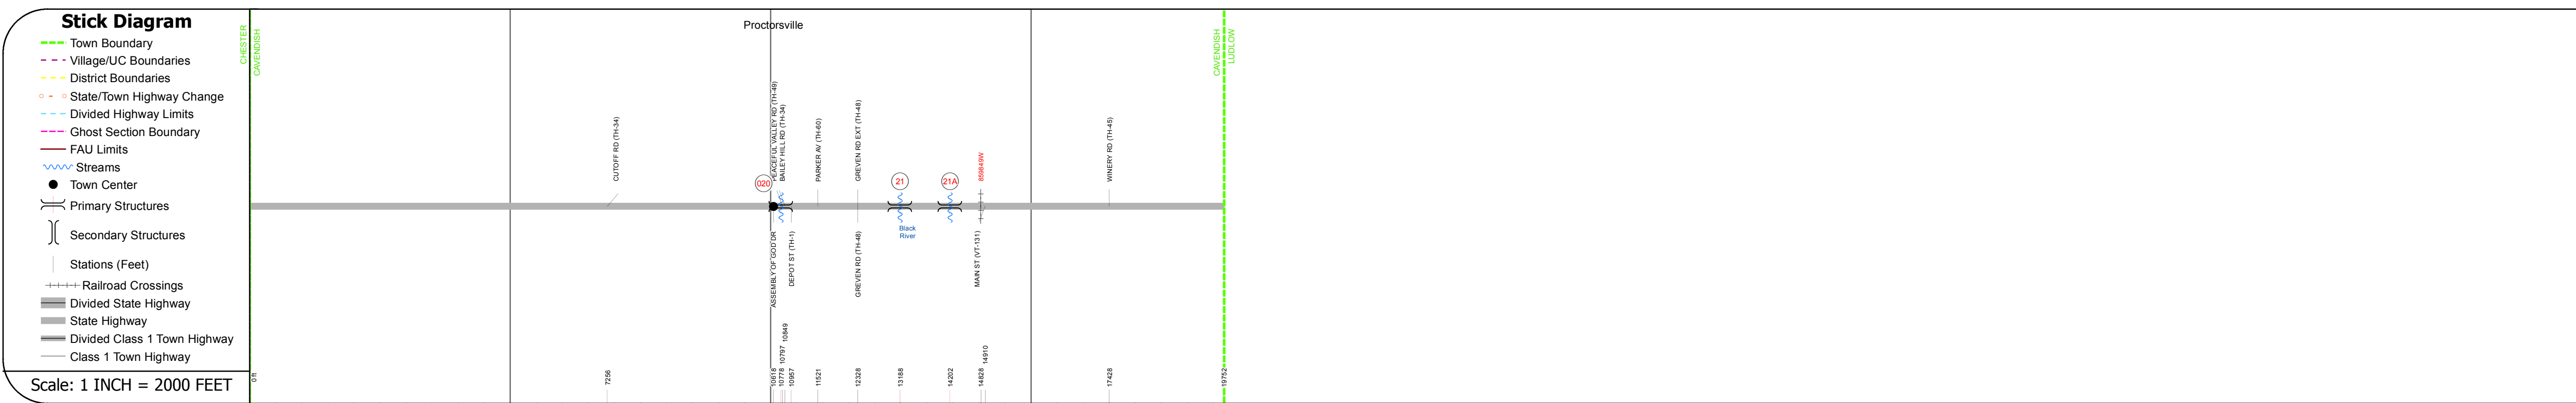 Stick Diagram
Town Boundary
Village/UC Boundaries
District Boundaries
State/Town Highway Change
Divided Highway Limits
Ghost Section Boundary
FAU Limits
Streams
Town Center
Primary Structures
Secondary Structures
Stations (Feet)
Railroad Crossings
Divided State Highway
State Highway
Divided Class 1 Town Highway
Class 1 Town Highway
Scale: 1 INCH = 2000 FEET
CHESTER
CAVENDISH
Proctorsville
CAVENDISH
LUDLOW
CUTOFF RD (TH-34)
PEACEFUL VALLEY RD (TH-49)
BAILEY HILL RD (TH-34)
PARKER AV (TH-60)
GREVEN RD EXT (TH-48)
859849W
WINERY RD (TH-45)
020
21
21A
Black
River
ASSEMBLY OF GOD DR
DEPOT ST (TH-1)
GREVEN RD (TH-48)
MAIN ST (VT-131)
0 ft
7256
10618
10778
10797
10849
10957
11521
12328
13188
14202
14828
14910
17428
19752